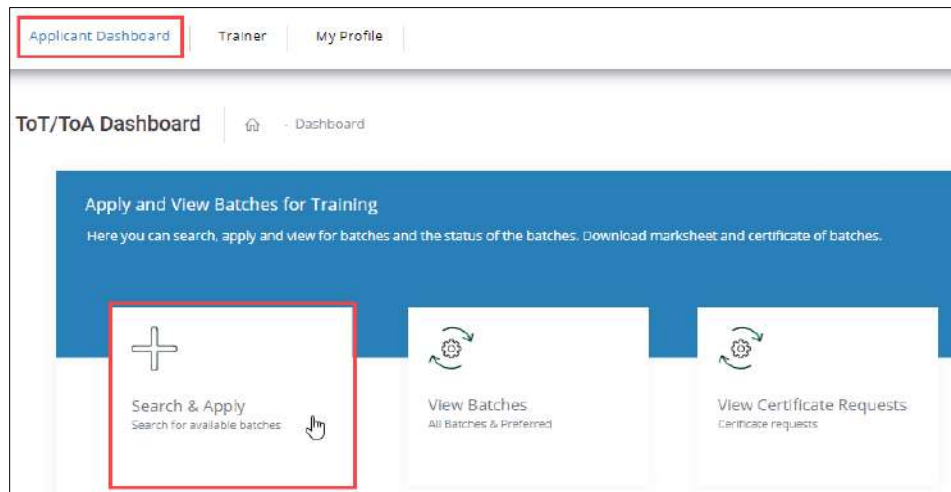 Applicant Dashboard Trainer My Profile
ToT/ToA Dashboard - Dashboard
Apply and View Batches for Training
Here you can search, apply and view for batches and the status of the batches. Download marksheet and certificate of batches.
Search & Apply
Search for available batches
View Batches
All Batches & Preferred
View Certificate Requests
Cerificate requests